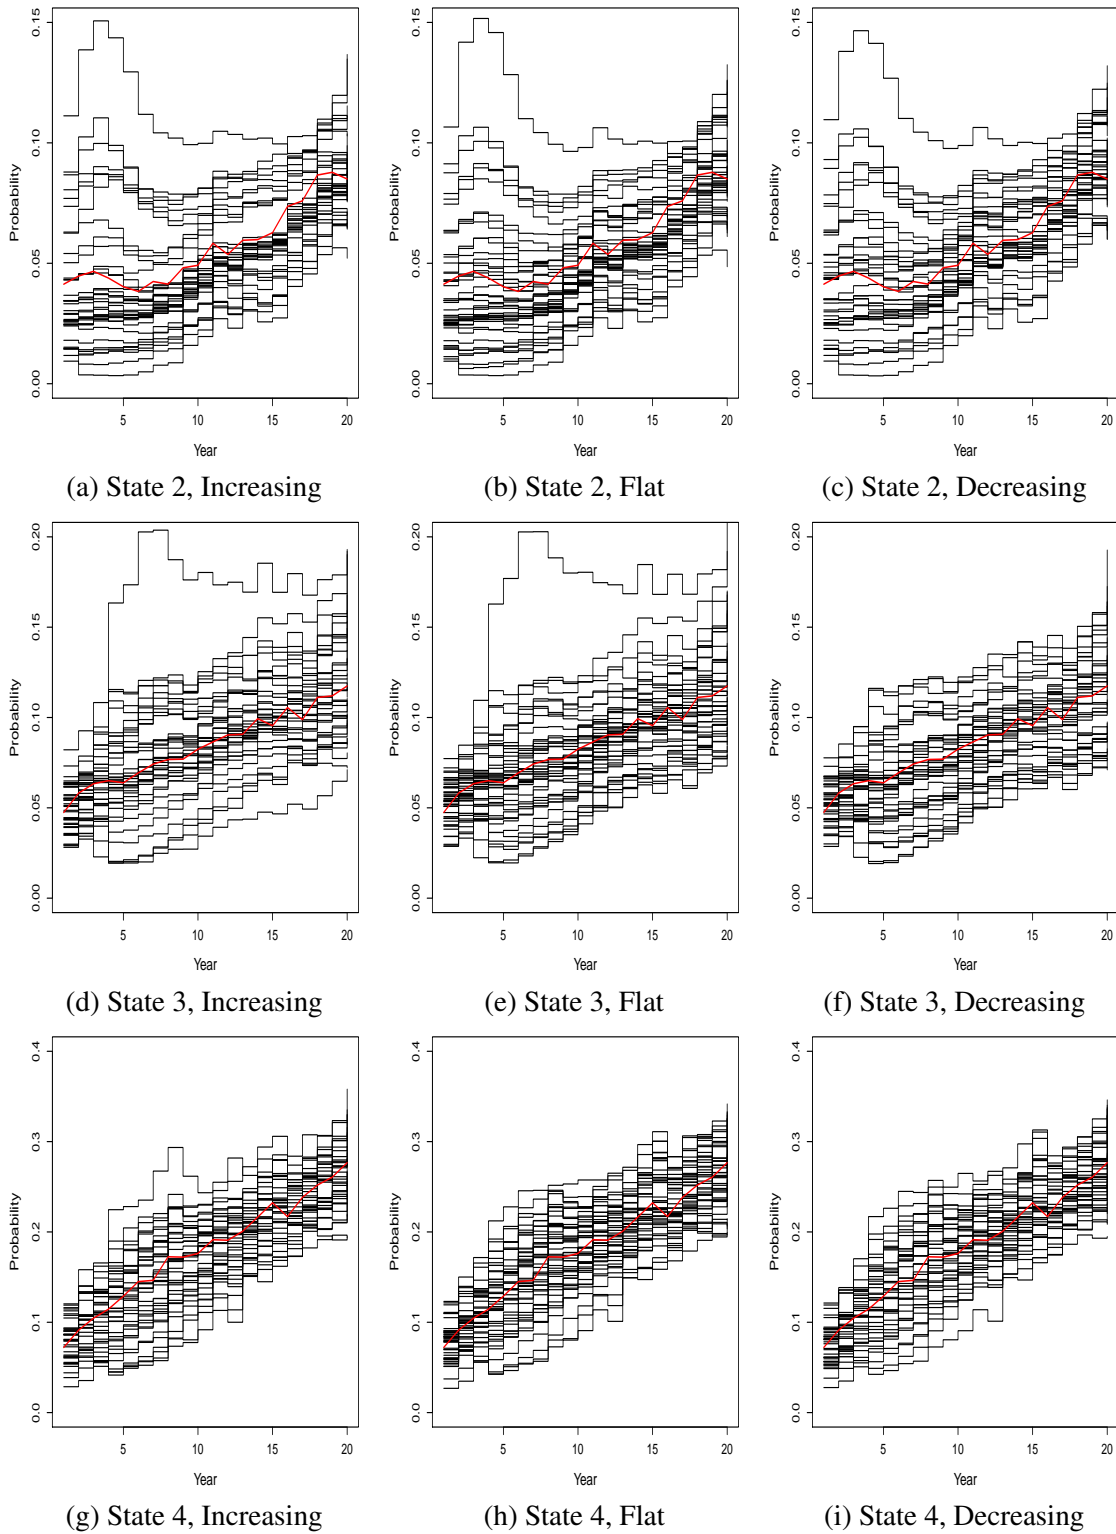 0.15
0.10
0.05
0.00
Probability
5 10 15 20
Year
(a) State 2, Increasing
0.15
0.10
0.05
0.00
Probability
5 10 15 20
Year
(b) State 2, Flat
0.15
0.10
0.05
0.00
Probability
5 10 15 20
Year
(c) State 2, Decreasing
0.20
0.15
0.10
0.05
0.00
Probability
5 10 15 20
Year
(d) State 3, Increasing
0.20
0.15
0.10
0.05
0.00
Probability
5 10 15 20
Year
(e) State 3, Flat
0.20
0.15
0.10
0.05
0.00
Probability
5 10 15 20
Year
(f) State 3, Decreasing
0.4
0.3
0.2
0.1
0.0
Probability
5 10 15 20
Year
(g) State 4, Increasing
0.4
0.3
0.2
0.1
0.0
Probability
5 10 15 20
Year
(h) State 4, Flat
0.4
0.3
0.2
0.1
0.0
Probability
5 10 15 20
Year
(i) State 4, Decreasing